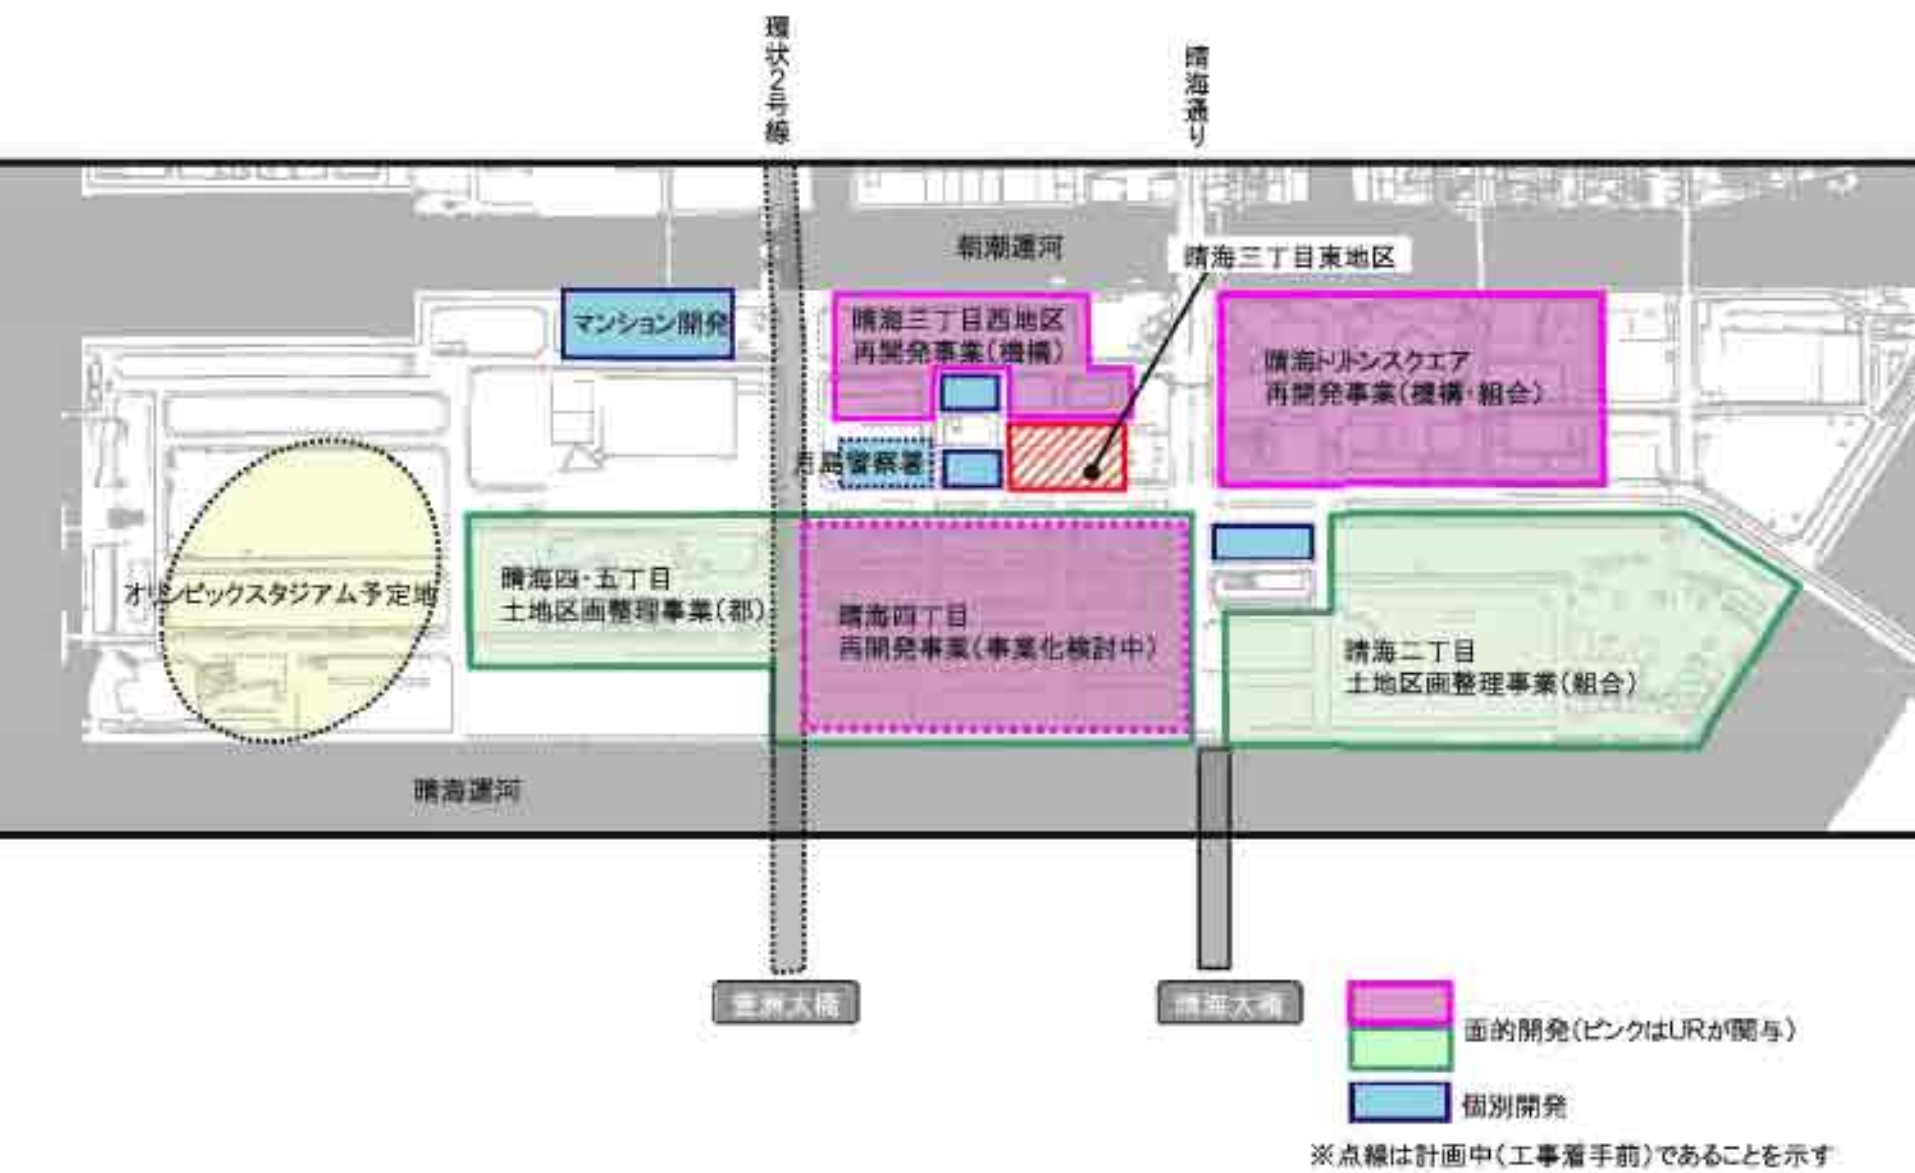 環状2号線
晴海通り
朝潮運河
晴海三丁目東地区
マンション開発
晴海三丁目西地区
再開発事業(機構)
晴海トリトンスクエア
再開発事業(機構・組合)
月島警察署
オリンピックスタジアム予定地
晴海四・五丁目
土地区画整理事業(都)
晴海四丁目
再開発事業(事業化検討中)
晴海二丁目
土地区画整理事業(組合)
晴海運河
豊洲大橋
晴海大橋
面的開発(ピンクはURが関与)
個別開発
※点線は計画中(工事着手前)であることを示す